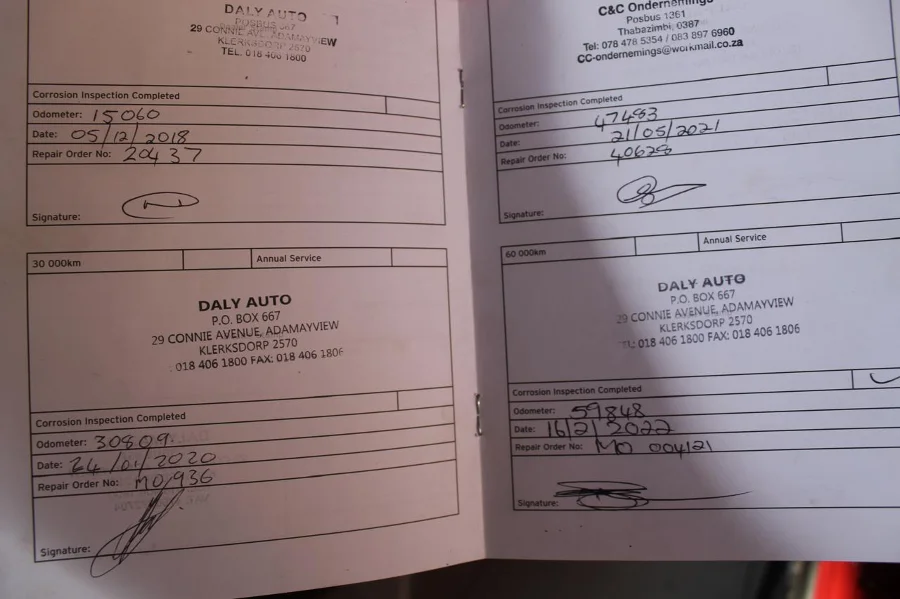 DALY AUTO
POSBUS 667
29 CONNIE AVE, ADAMAYVIEW
KLERKSDORP 2570
TEL. 018 406 1800
Corrosion Inspection Completed
Odometer: 15060
Date: 05/12/2018
Repair Order No: 20437
Signature:
30 000km Annual Service
DALY AUTO
P.O. BOX 667
29 CONNIE AVENUE, ADAMAYVIEW
KLERKSDORP 2570
: 018 406 1800 FAX: 018 406 1806
Corrosion Inspection Completed
Odometer: 30809
Date: 24/01/2020
Repair Order No: MO/936
Signature:
C&C Ondernemings
Posbus 1361
Thabazimbi, 0387
Tel: 078 478 5354 / 083 897 6960
CC-ondernemings@workmail.co.za
Corrosion Inspection Completed
Odometer: 47483
Date: 21/05/2021
Repair Order No: 40628
Signature:
60 000km Annual Service
DALY AUTO
P.O. BOX 667
29 CONNIE AVENUE, ADAMAYVIEW
KLERKSDORP 2570
TEL: 018 406 1800 FAX: 018 406 1806
Corrosion Inspection Completed
Odometer: 59848
Date: 16/2/2022
Repair Order No: MO 004121
Signature: